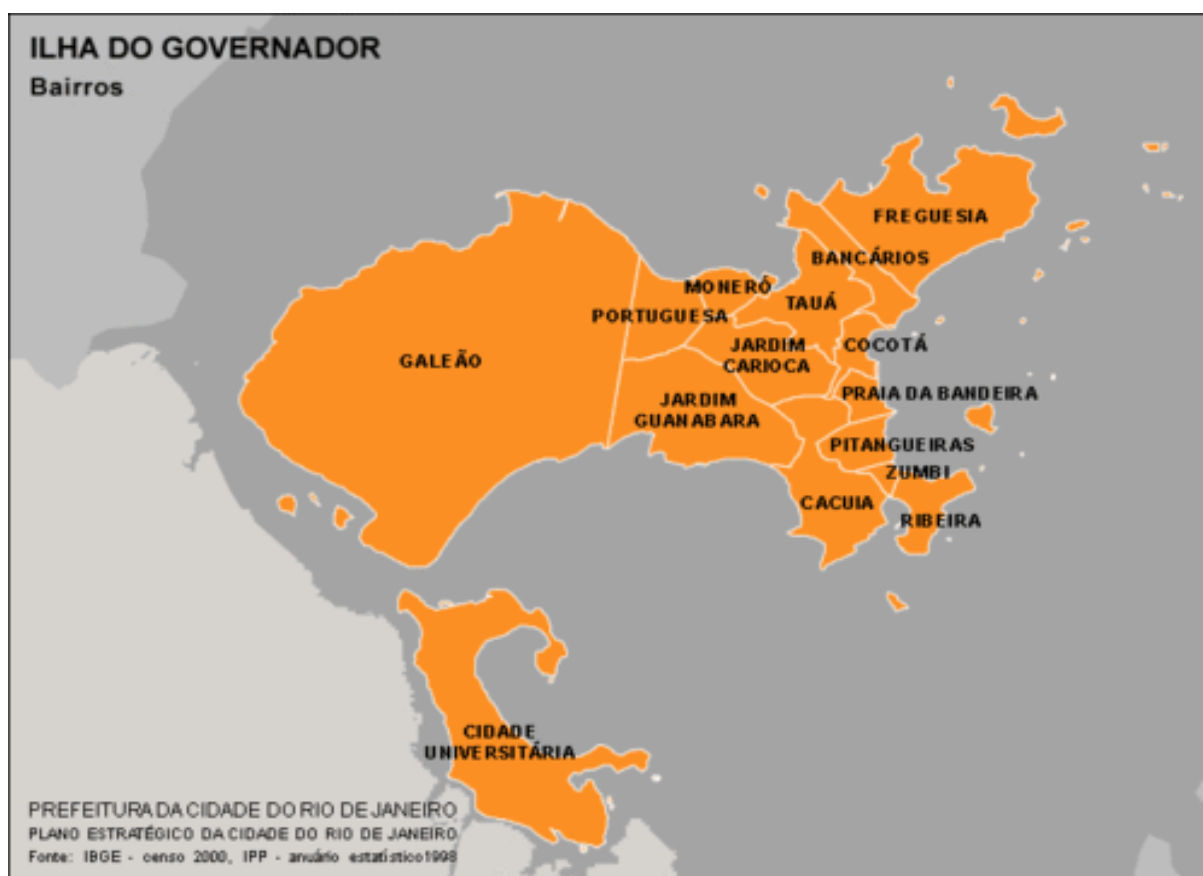 ILHA DO GOVERNADOR
Bairros
FREGUESIA
BANCÁRIOS
MONERÓ
TAUÁ
PORTUGUESA
JARDIM
CARIOCA
COCOTÁ
GALEÃO
PRAIA DA BANDEIRA
JARDIM
GUANABARA
PITANGUEIRAS
ZUMBI
CACUIA
RIBEIRA
CIDADE
UNIVERSITÁRIA
PREFEITURA DA CIDADE DO RIO DE JANEIRO
PLANO ESTRATÉGICO DA CIDADE DO RIO DE JANEIRO
Fonte: IBGE - censo 2000, IPP - anuário estatístico1998